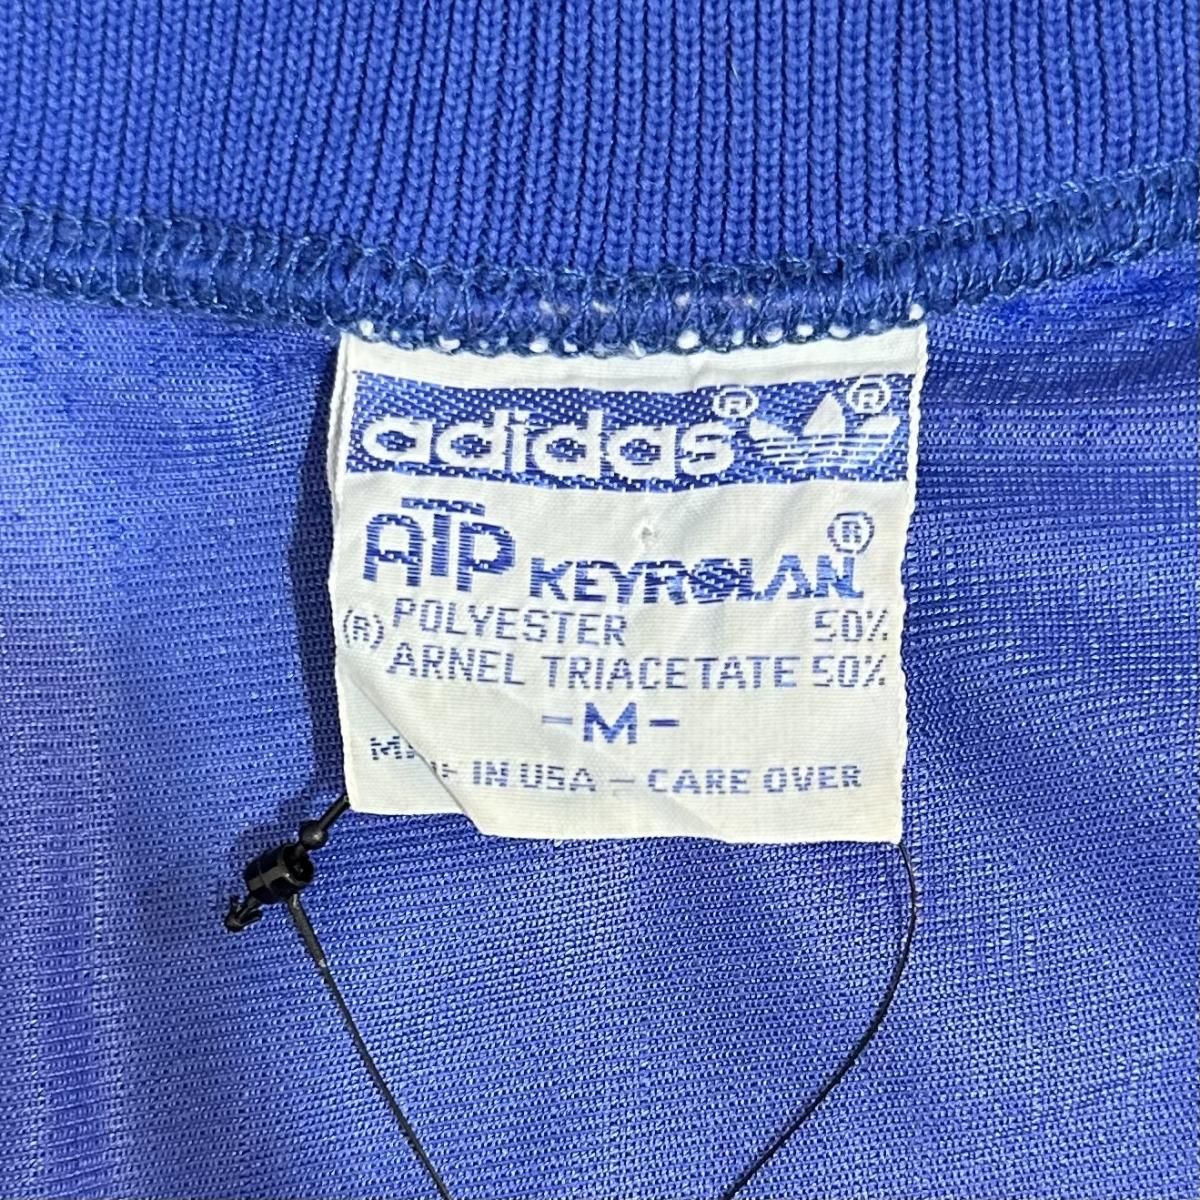 adidas® ®
ATP KEYROLAN®
POLYESTER 50%
(R) ARNEL TRIACETATE 50%
-M-
IN USA - CARE OVER